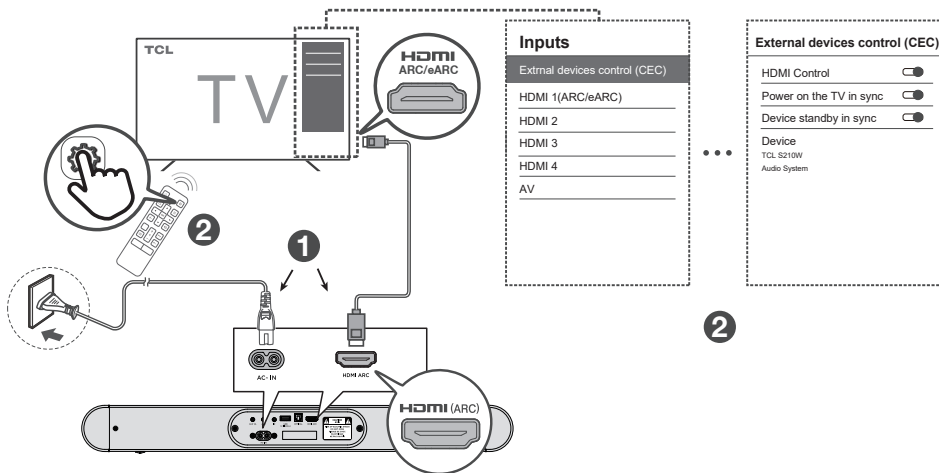 TCL
TV
HDMI
ARC/eARC
2
1
AC-IN
HDMI ARC
HDMI (ARC)
Inputs
Extrnal devices control (CEC)
HDMI 1(ARC/eARC)
HDMI 2
HDMI 3
HDMI 4
AV
...
External devices control (CEC)
HDMI Control
Power on the TV in sync
Device standby in sync
Device
TCL S210W
Audio System
2